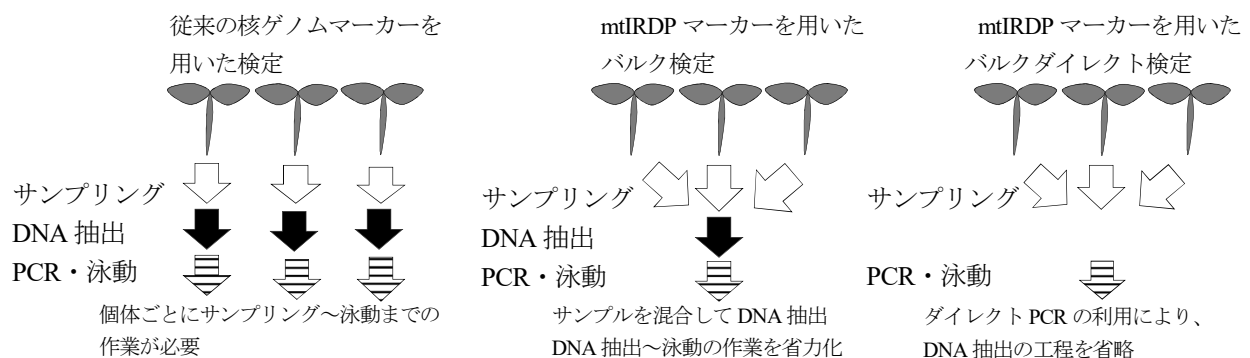 従来の核ゲノムマーカーを
用いた検定
サンプリング
DNA 抽出
PCR・泳動
個体ごとにサンプリング~泳動までの
作業が必要
mtIRDP マーカーを用いた
バルク検定
サンプリング
DNA 抽出
PCR・泳動
サンプルを混合して DNA 抽出
DNA 抽出~泳動の作業を省力化
mtIRDP マーカーを用いた
バルクダイレクト検定
サンプリング
PCR・泳動
ダイレクト PCR の利用により、
DNA 抽出の工程を省略